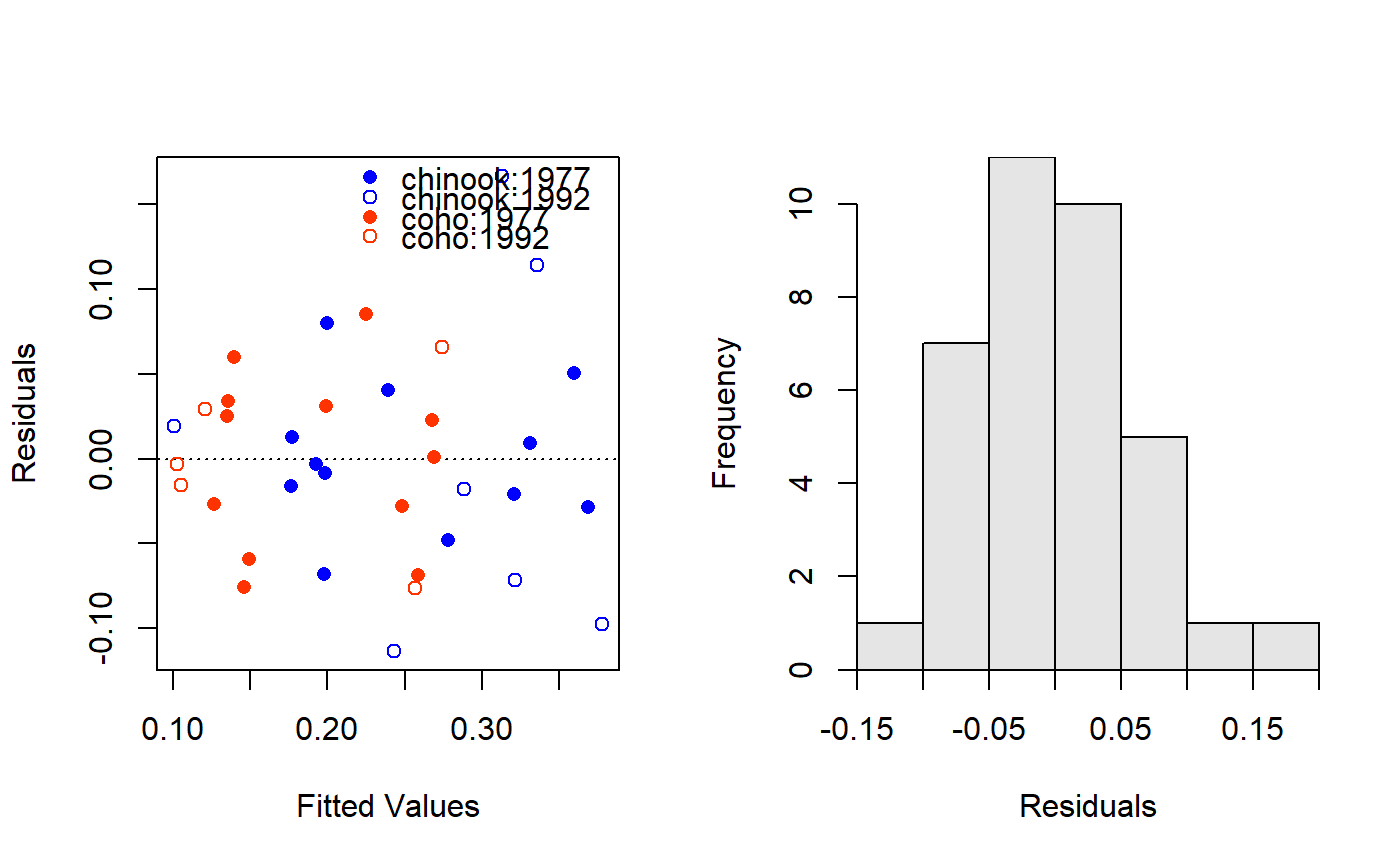 chinook:1977
chinook:1992
coho:1977
coho:1992
Residuals
0.10
0.00
-0.10
0.10 0.20 0.30
Fitted Values
Frequency
10
8
6
4
2
0
-0.15 -0.05 0.05 0.15
Residuals